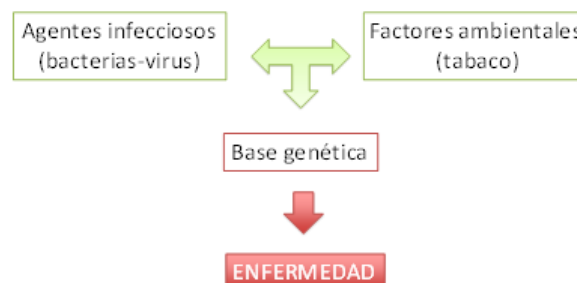 Agentes infecciosos
(bacterias-virus)
Factores ambientales
(tabaco)
Base genética
ENFERMEDAD